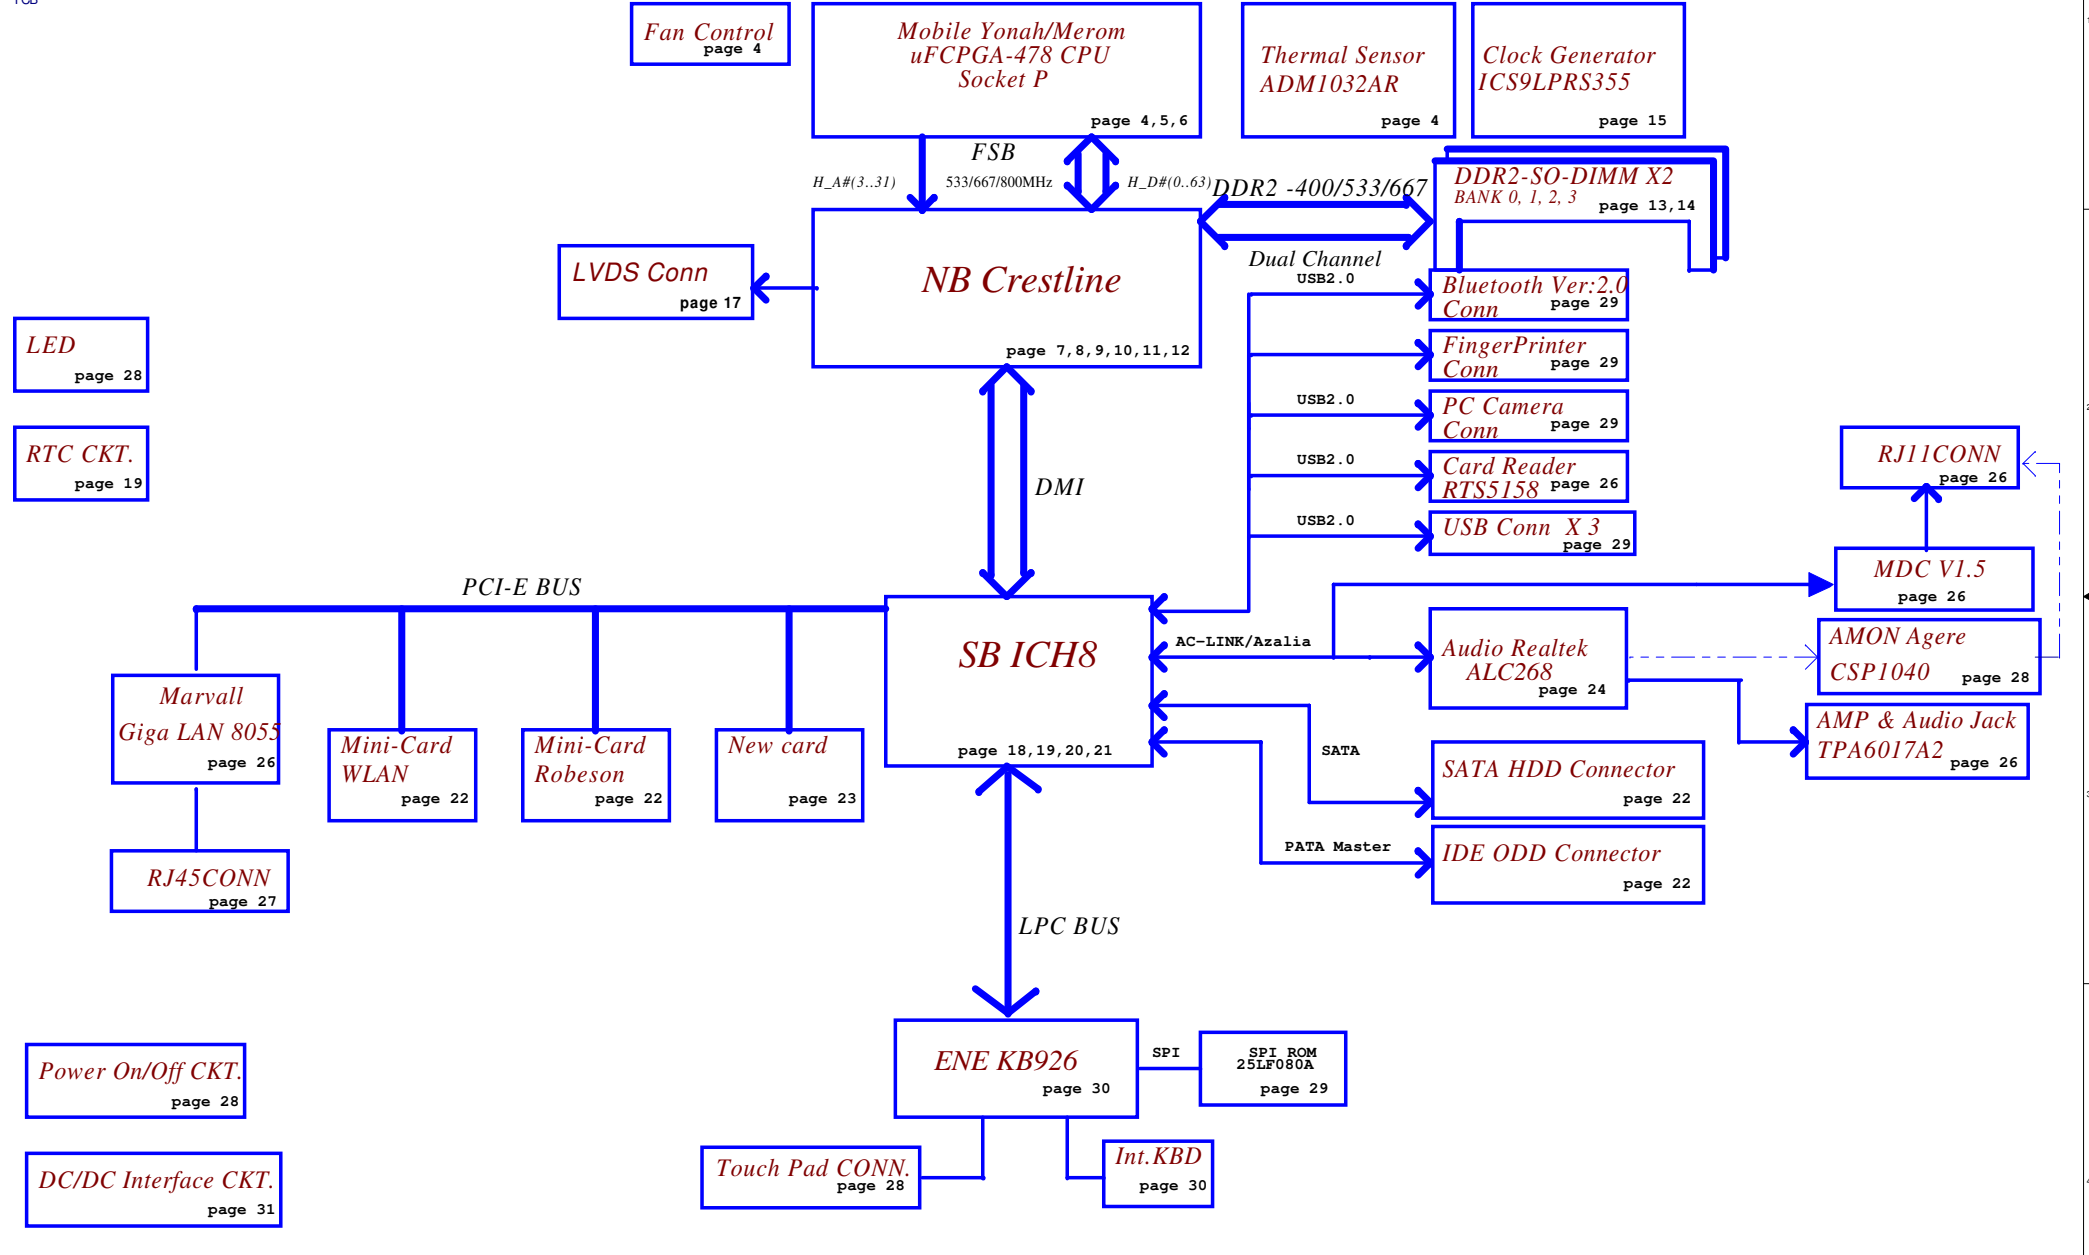 Fan Control
page 4
Mobile Yonah/Merom
uFCPGA-478 CPU
Socket P
page 4,5,6
Thermal Sensor
ADM1032AR
page 4
Clock Generator
ICS9LPRS355
page 15
H_A#(3..31)
FSB
533/667/800MHz
H_D#(0..63)
DDR2 -400/533/667
Dual Channel
DDR2-SO-DIMM X2
BANK 0, 1, 2, 3
page 13,14
LVDS Conn
page 17
NB Crestline
page 7,8,9,10,11,12
USB2.0
Bluetooth Ver:2.0
Conn
page 29
FingerPrinter
Conn
page 29
USB2.0
PC Camera
Conn
page 29
USB2.0
Card Reader
RTS5158
page 26
USB2.0
USB Conn X 3
page 29
LED
page 28
RTC CKT.
page 19
DMI
RJ11CONN
page 26
MDC V1.5
page 26
PCI-E BUS
SB ICH8
page 18,19,20,21
AC-LINK/Azalia
Audio Realtek
ALC268
page 24
AMON Agere
CSP1040
page 28
AMP & Audio Jack
TPA6017A2
page 26
Marvall
Giga LAN 8055
page 26
Mini-Card
WLAN
page 22
Mini-Card
Robeson
page 22
New card
page 23
SATA
SATA HDD Connector
page 22
PATA Master
IDE ODD Connector
page 22
RJ45CONN
page 27
LPC BUS
ENE KB926
page 30
SPI
SPI ROM
25LF080A
page 29
Touch Pad CONN.
page 28
Int.KBD
page 30
Power On/Off CKT.
page 28
DC/DC Interface CKT.
page 31